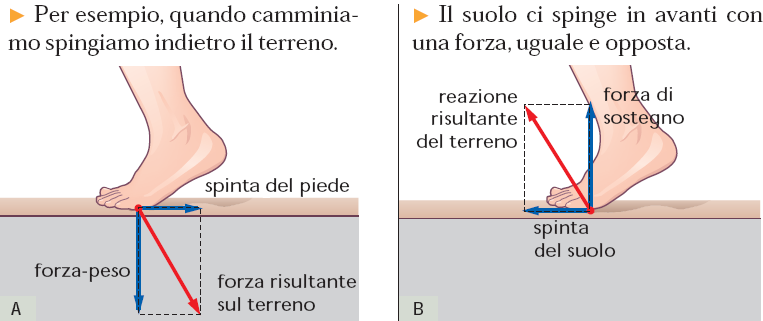 ► Per esempio, quando camminia-
mo spingiamo indietro il terreno.
spinta del piede
forza-peso
forza risultante
sul terreno
A
► Il suolo ci spinge in avanti con
una forza, uguale e opposta.
reazione
risultante
del terreno
forza di
sostegno
spinta
del suolo
B